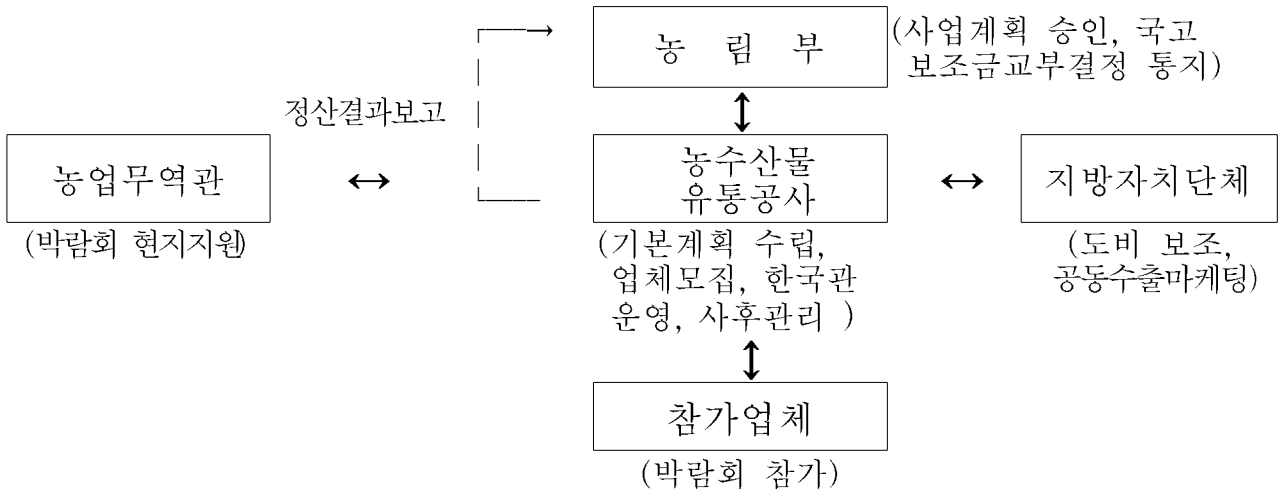 농 림 부
(사업계획 승인, 국고
보조금교부결정 통지)
정산결과보고
농업무역관
(박람회 현지지원)
농수산물
유통공사
(기본계획 수립,
업체모집, 한국관
운영, 사후관리 )
지방자치단체
(도비 보조,
공동수출마케팅)
참가업체
(박람회 참가)